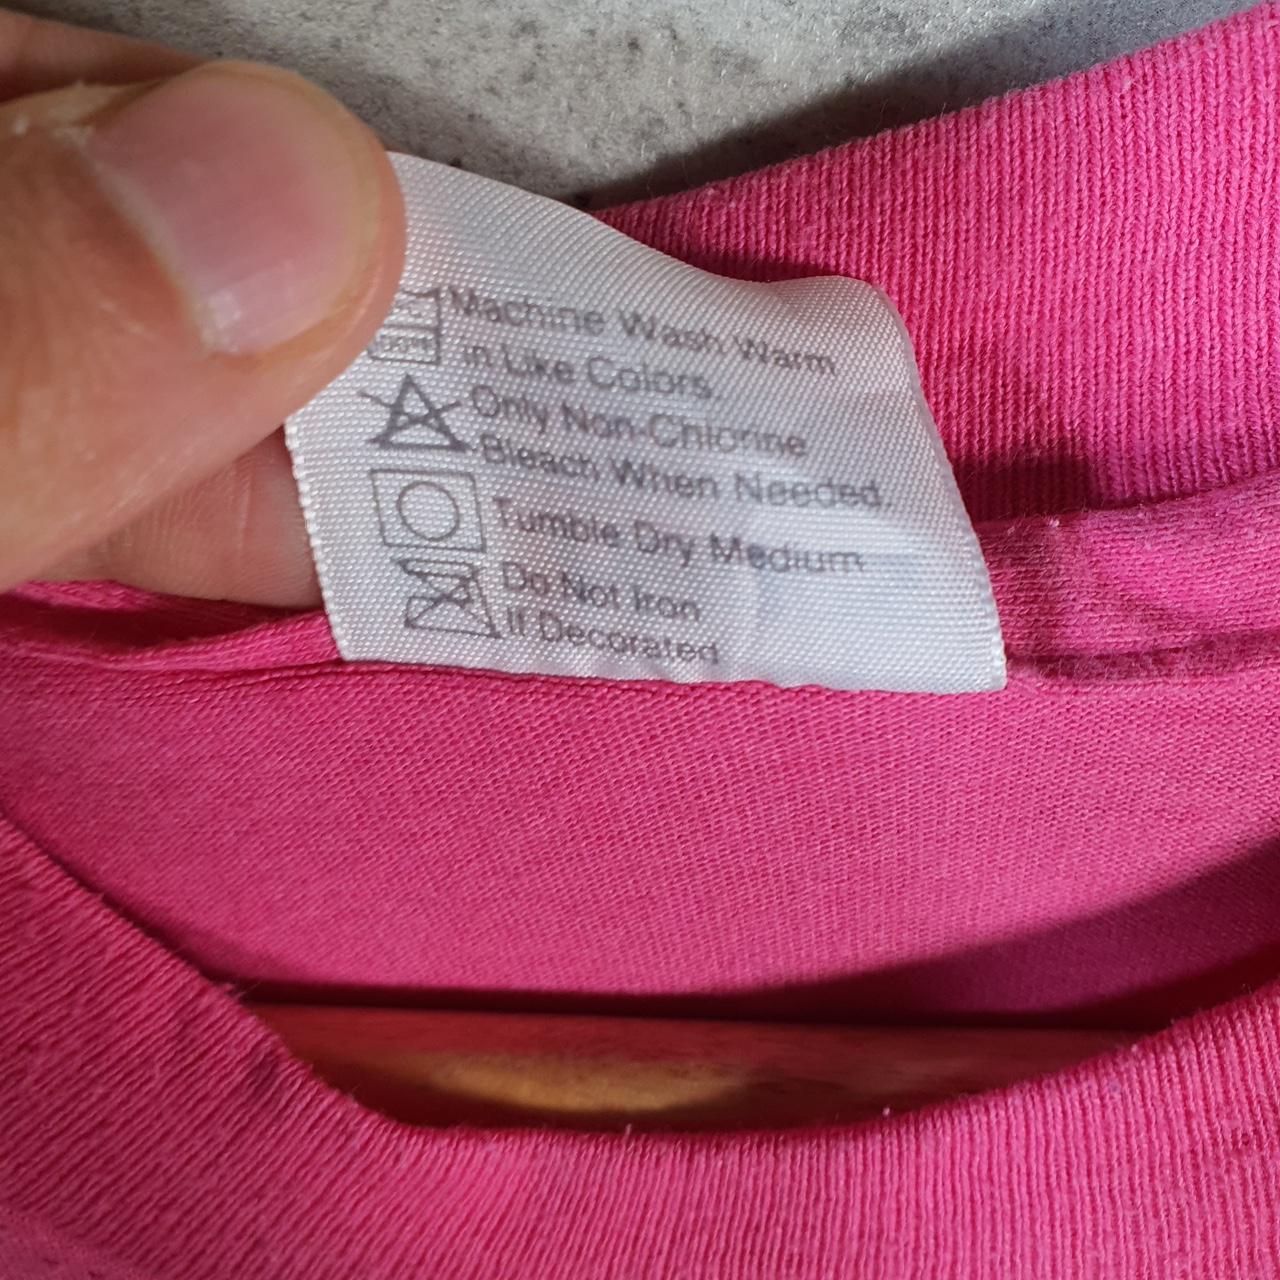 Machine Wash Warm
in Like Colors.
Only Non-Chlorine
Bleach When Needed.
Tumble Dry Medium
Do Not Iron
If Decorated